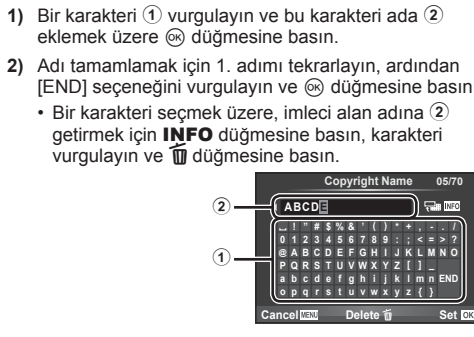 1) Bir karakteri ① vurgulayın ve bu karakteri ada ②
eklemek üzere OK düğmesine basın.
2) Adı tamamlamak için 1. adımı tekrarlayın, ardından
[END] seçeneğini vurgulayın ve OK düğmesine basın
• Bir karakteri seçmek üzere, imleci alan adına ②
getirmek için INFO düğmesine basın, karakteri
vurgulayın ve düğmesine basın.
Copyright Name 05/70
② ABCDE INFO
① ⎵ ! " # $ % & ' ( ) * + , - . /
0 1 2 3 4 5 6 7 8 9 : ; < = > ?
@ A B C D E F G H I J K L M N O
P Q R S T U V W X Y Z [ ] _
a b c d e f g h i j k l m n END
o p q r s t u v w x y z { }
Cancel MENU Delete Set OK